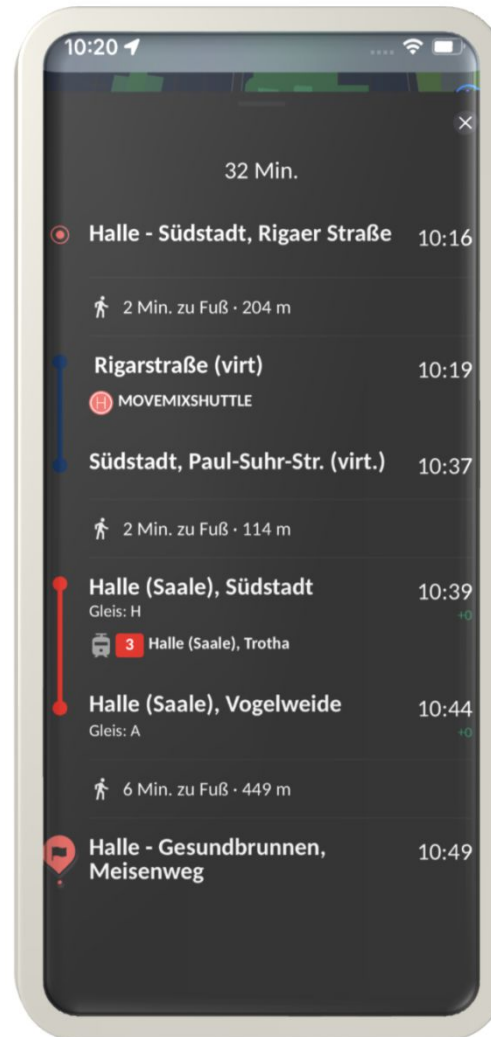 10:20
32 Min.
Halle - Südstadt, Rigaer Straße 10:16
2 Min. zu Fuß · 204 m
Rigarstraße (virt) 10:19
H MOVEMIXSHUTTLE
Südstadt, Paul-Suhr-Str. (virt.) 10:37
2 Min. zu Fuß · 114 m
Halle (Saale), Südstadt 10:39
Gleis: H +0
3 Halle (Saale), Trotha
Halle (Saale), Vogelweide 10:44
Gleis: A +0
6 Min. zu Fuß · 449 m
Halle - Gesundbrunnen, 10:49
Meisenweg